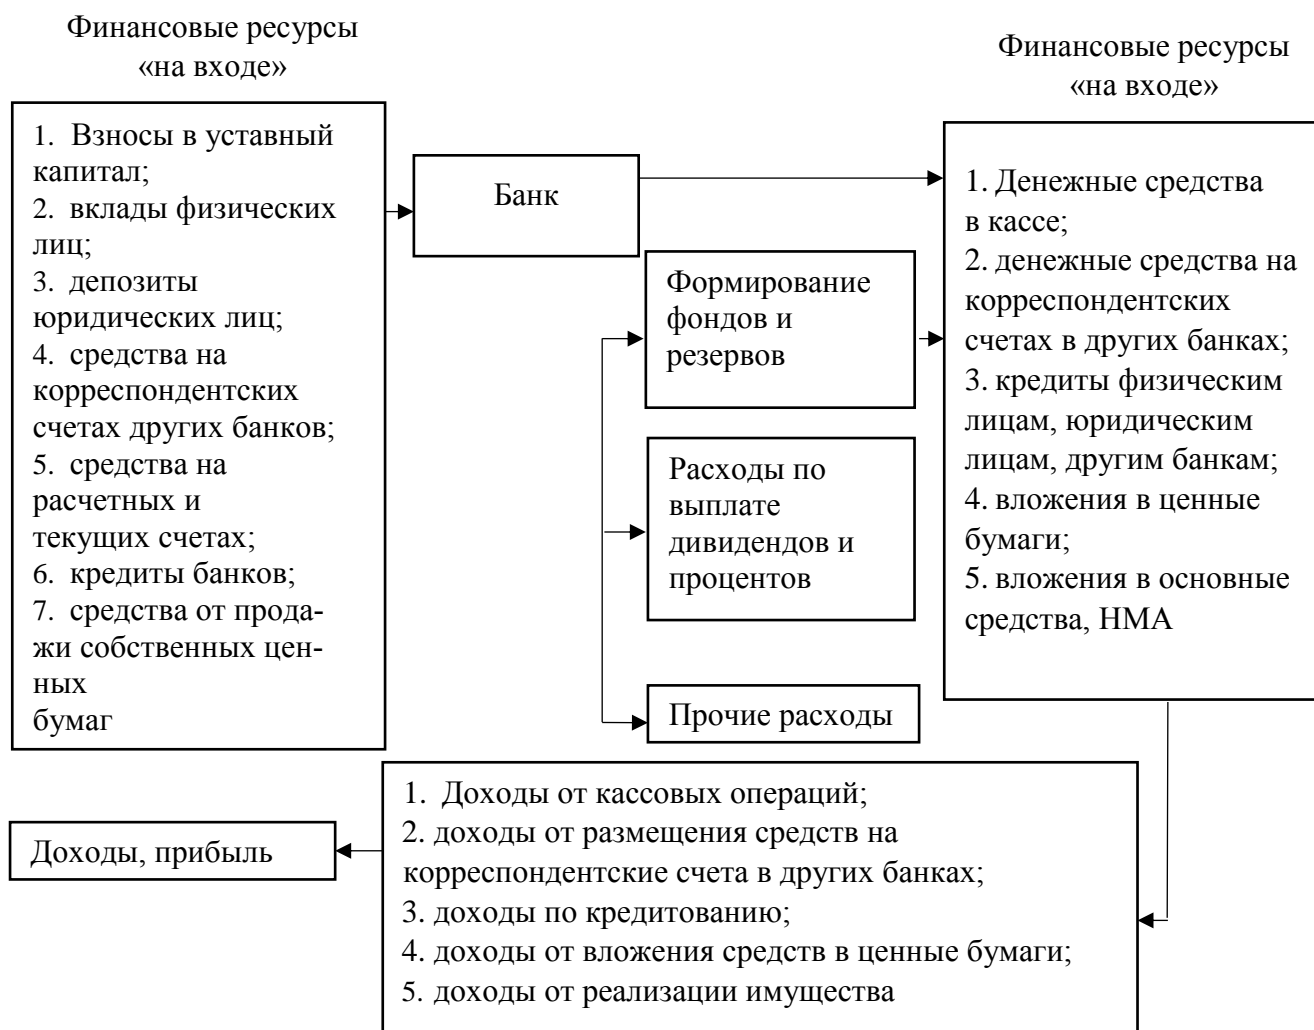 Финансовые ресурсы
«на входе»
1. Взносы в уставный
капитал;
2. вклады физических
лиц;
3. депозиты
юридических лиц;
4. средства на
корреспондентских
счетах других банков;
5. средства на
расчетных и
текущих счетах;
6. кредиты банков;
7. средства от прода-
жи собственных цен-
ных
бумаг
Банк
Формирование
фондов и
резервов
Расходы по
выплате
дивидендов и
процентов
Прочие расходы
Финансовые ресурсы
«на входе»
1. Денежные средства
в кассе;
2. денежные средства на
корреспондентских
счетах в других банках;
3. кредиты физическим
лицам, юридическим
лицам, другим банкам;
4. вложения в ценные
бумаги;
5. вложения в основные
средства, НМА
1. Доходы от кассовых операций;
2. доходы от размещения средств на
корреспондентские счета в других банках;
3. доходы по кредитованию;
4. доходы от вложения средств в ценные бумаги;
5. доходы от реализации имущества
Доходы, прибыль